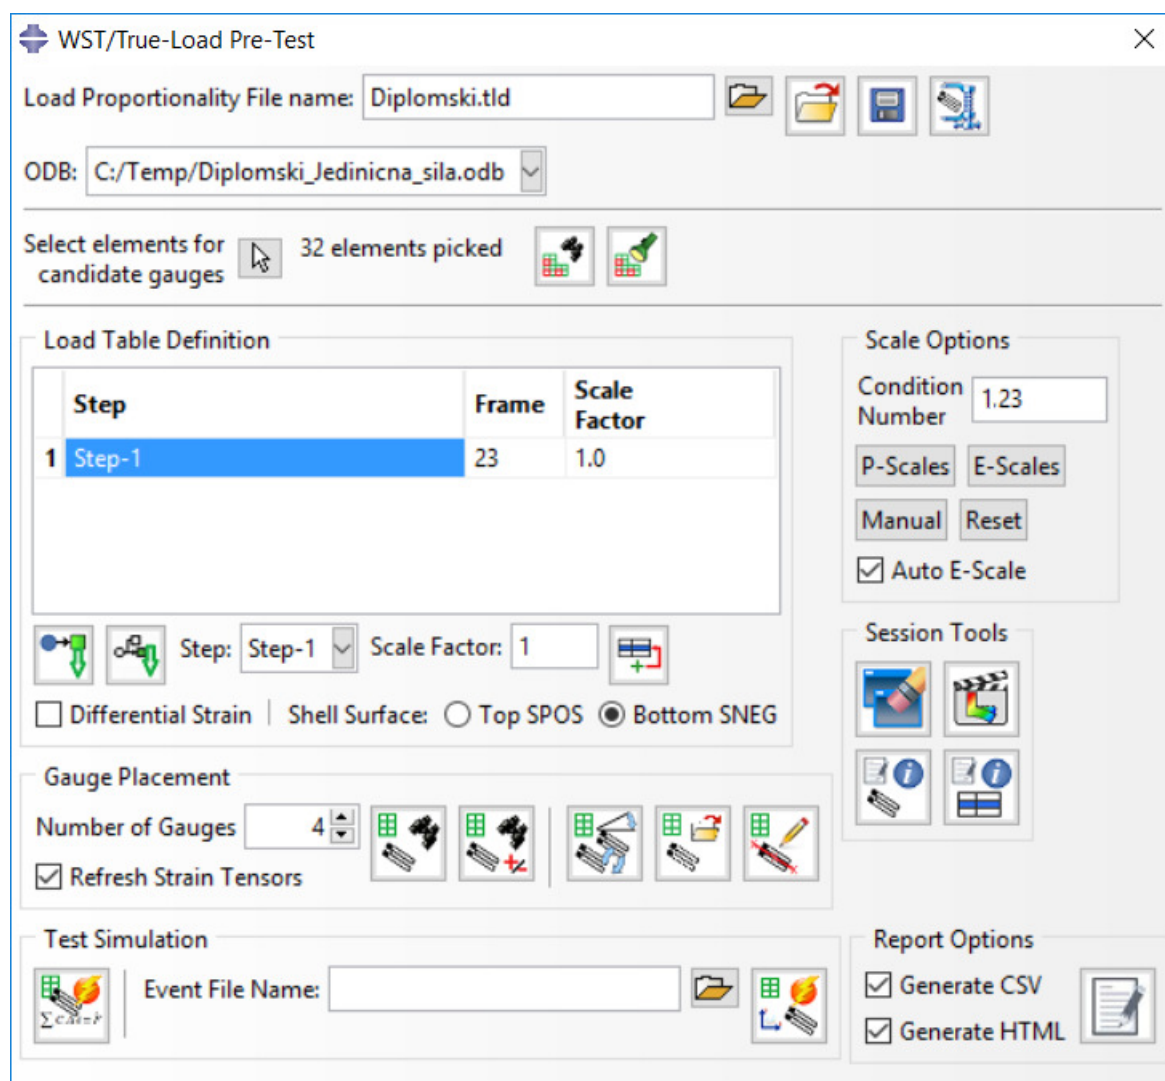 WST/True-Load Pre-Test
Load Proportionality File name: Diplomski.tld
ODB: C:/Temp/Diplomski_Jedinicna_sila.odb
Select elements for
candidate gauges
32 elements picked
Load Table Definition
Step Frame Scale
Factor
1 Step-1 23 1.0
Step: Step-1 Scale Factor: 1
Differential Strain Shell Surface: Top SPOS Bottom SNEG
Scale Options
Condition
Number
1.23
P-Scales E-Scales
Manual Reset
Auto E-Scale
Session Tools
Gauge Placement
Number of Gauges 4
Refresh Strain Tensors
Test Simulation
Event File Name:
Report Options
Generate CSV
Generate HTML